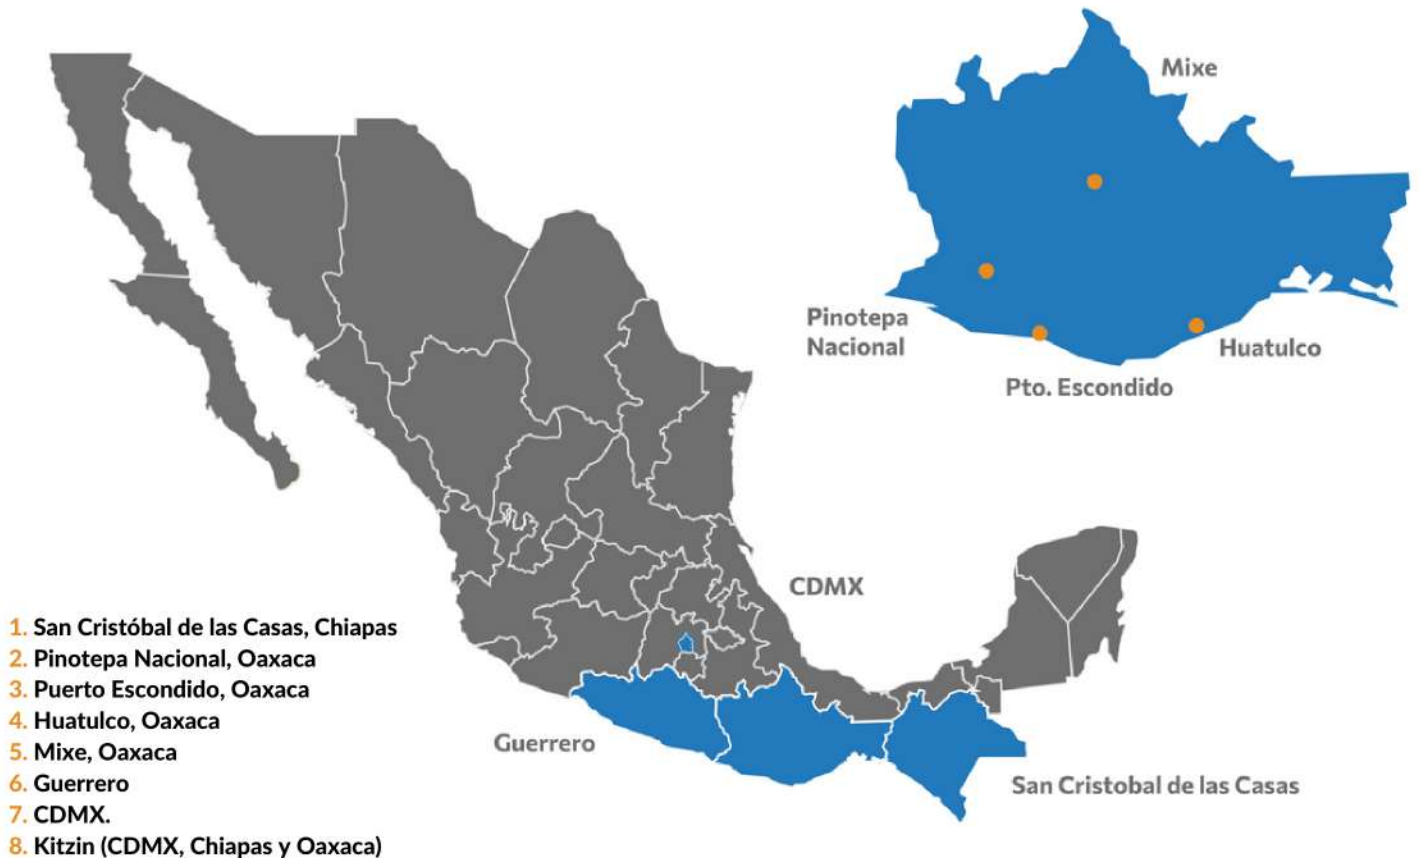 Mixe
Pinotepa
Nacional
Huatulco
Pto. Escondido
CDMX
1. San Cristóbal de las Casas, Chiapas
2. Pinotepa Nacional, Oaxaca
3. Puerto Escondido, Oaxaca
4. Huatulco, Oaxaca
5. Mixe, Oaxaca
6. Guerrero
7. CDMX.
8. Kitzin (CDMX, Chiapas y Oaxaca)
Guerrero
San Cristobal de las Casas